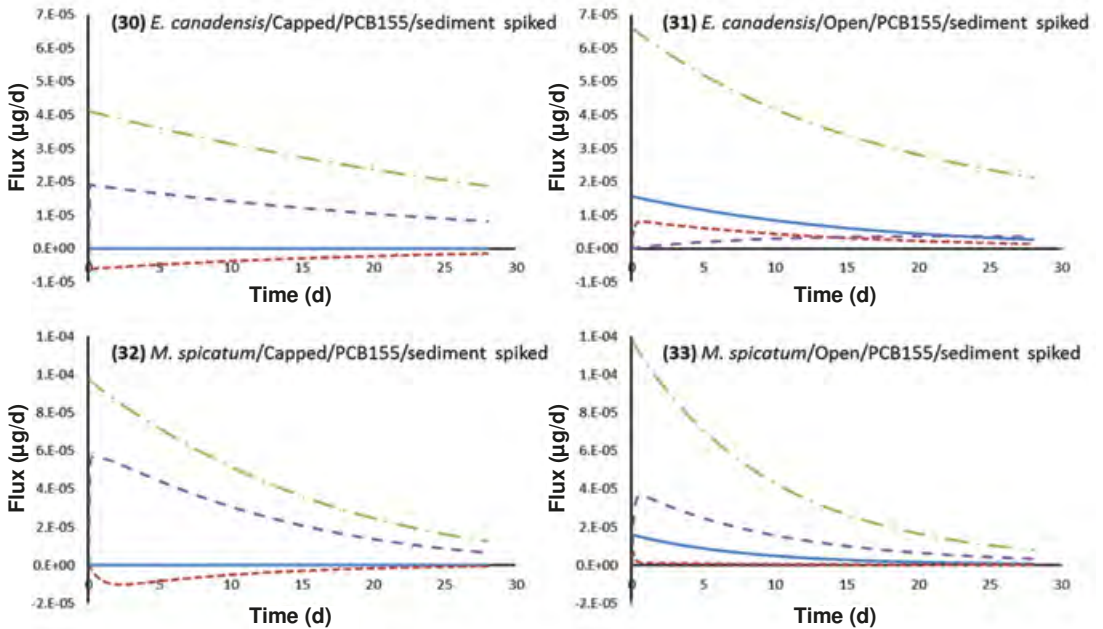 (30) E. canadensis/Capped/PCB155/sediment spiked
Flux (µg/d)
7.E-05
6.E-05
5.E-05
4.E-05
3.E-05
2.E-05
1.E-05
0.E+00
-1.E-05
0 5 10 15 20 25 30
Time (d)
(31) E. canadensis/Open/PCB155/sediment spiked
Flux (µg/d)
7.E-05
6.E-05
5.E-05
4.E-05
3.E-05
2.E-05
1.E-05
0.E+00
-1.E-05
0 5 10 15 20 25 30
Time (d)
(32) M. spicatum/Capped/PCB155/sediment spiked
Flux (µg/d)
1.E-04
1.E-04
8.E-05
6.E-05
4.E-05
2.E-05
0.E+00
-2.E-05
0 5 10 15 20 25 30
Time (d)
(33) M. spicatum/Open/PCB155/sediment spiked
Flux (µg/d)
1.E-04
1.E-04
8.E-05
6.E-05
4.E-05
2.E-05
0.E+00
-2.E-05
0 5 10 15 20 25 30
Time (d)